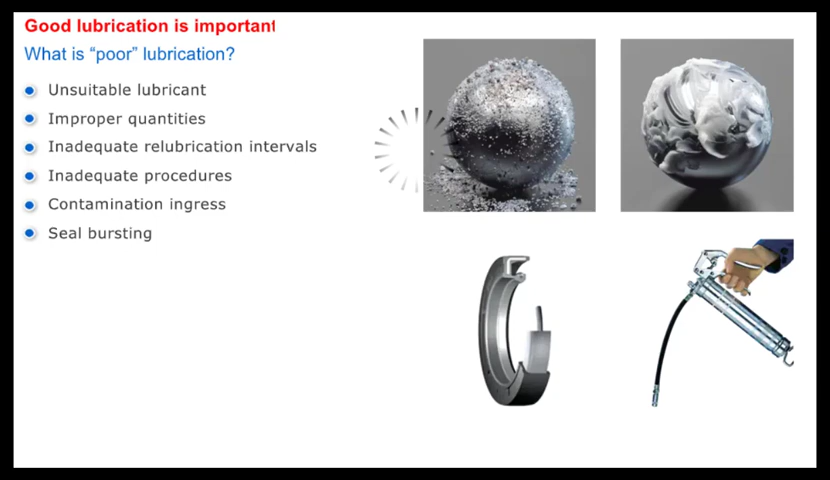 Good lubrication is important
What is “poor” lubrication?
Unsuitable lubricant
Improper quantities
Inadequate relubrication intervals
Inadequate procedures
Contamination ingress
Seal bursting